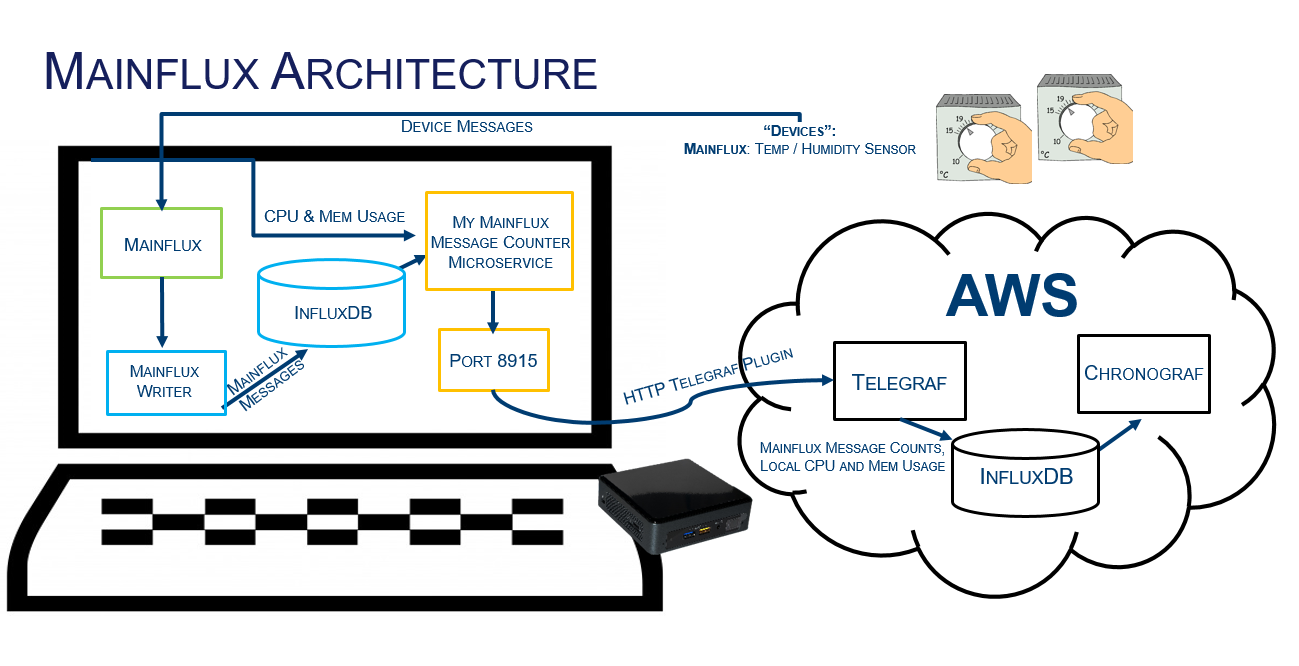 MAINFLUX ARCHITECTURE
DEVICE MESSAGES
“DEVICES”:
MAINFLUX: TEMP / HUMIDITY SENSOR
19
15
10
°C
19
15
10
°C
CPU & MEM USAGE
MY MAINFLUX
MESSAGE COUNTER
MICROSERVICE
MAINFLUX
INFLUXDB
PORT 8915
MAINFLUX
WRITER
MAINFLUX
MESSAGES
HTTP TELEGRAF PLUGIN
AWS
TELEGRAF
CHRONOGRAF
MAINFLUX MESSAGE COUNTS,
LOCAL CPU AND MEM USAGE
INFLUXDB